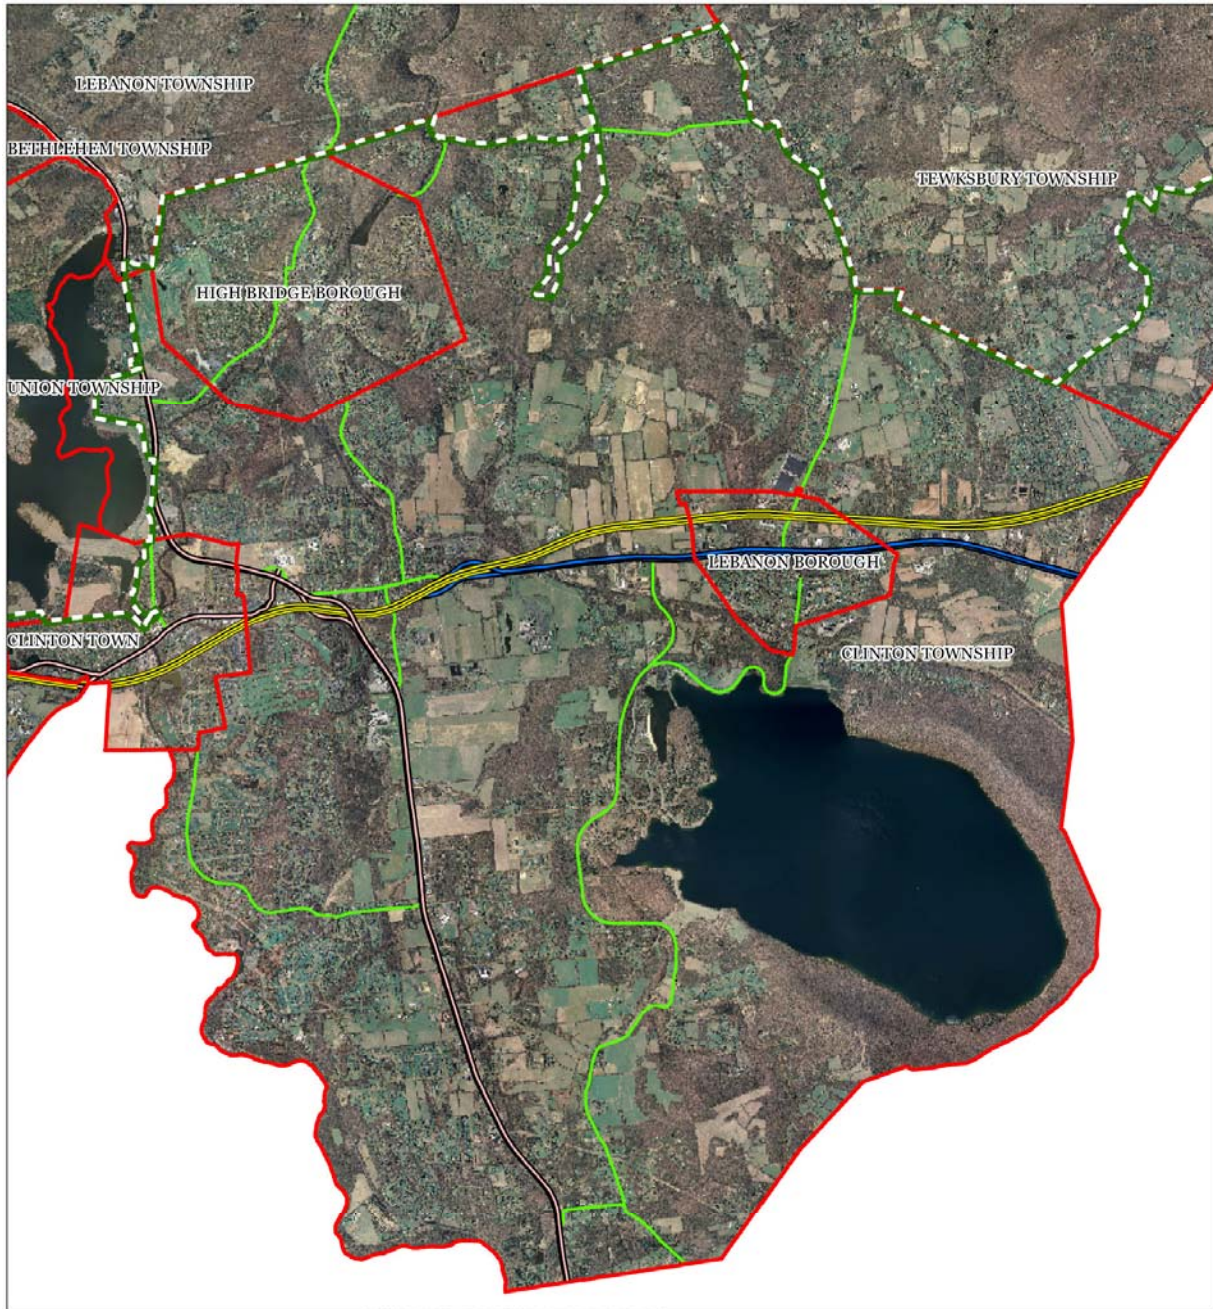 LEBANON TOWNSHIP
BETHLEHEM TOWNSHIP
TEWKSBURY TOWNSHIP
HIGH BRIDGE BOROUGH
UNION TOWNSHIP
LEBANON BOROUGH
CLINTON TOWN
CLINTON TOWNSHIP